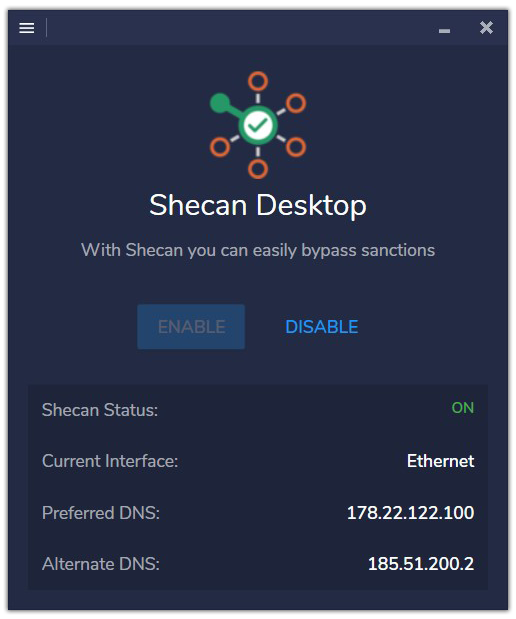 Shecan Desktop
With Shecan you can easily bypass sanctions
ENABLE DISABLE
Shecan Status: ON
Current Interface: Ethernet
Preferred DNS: 178.22.122.100
Alternate DNS: 185.51.200.2